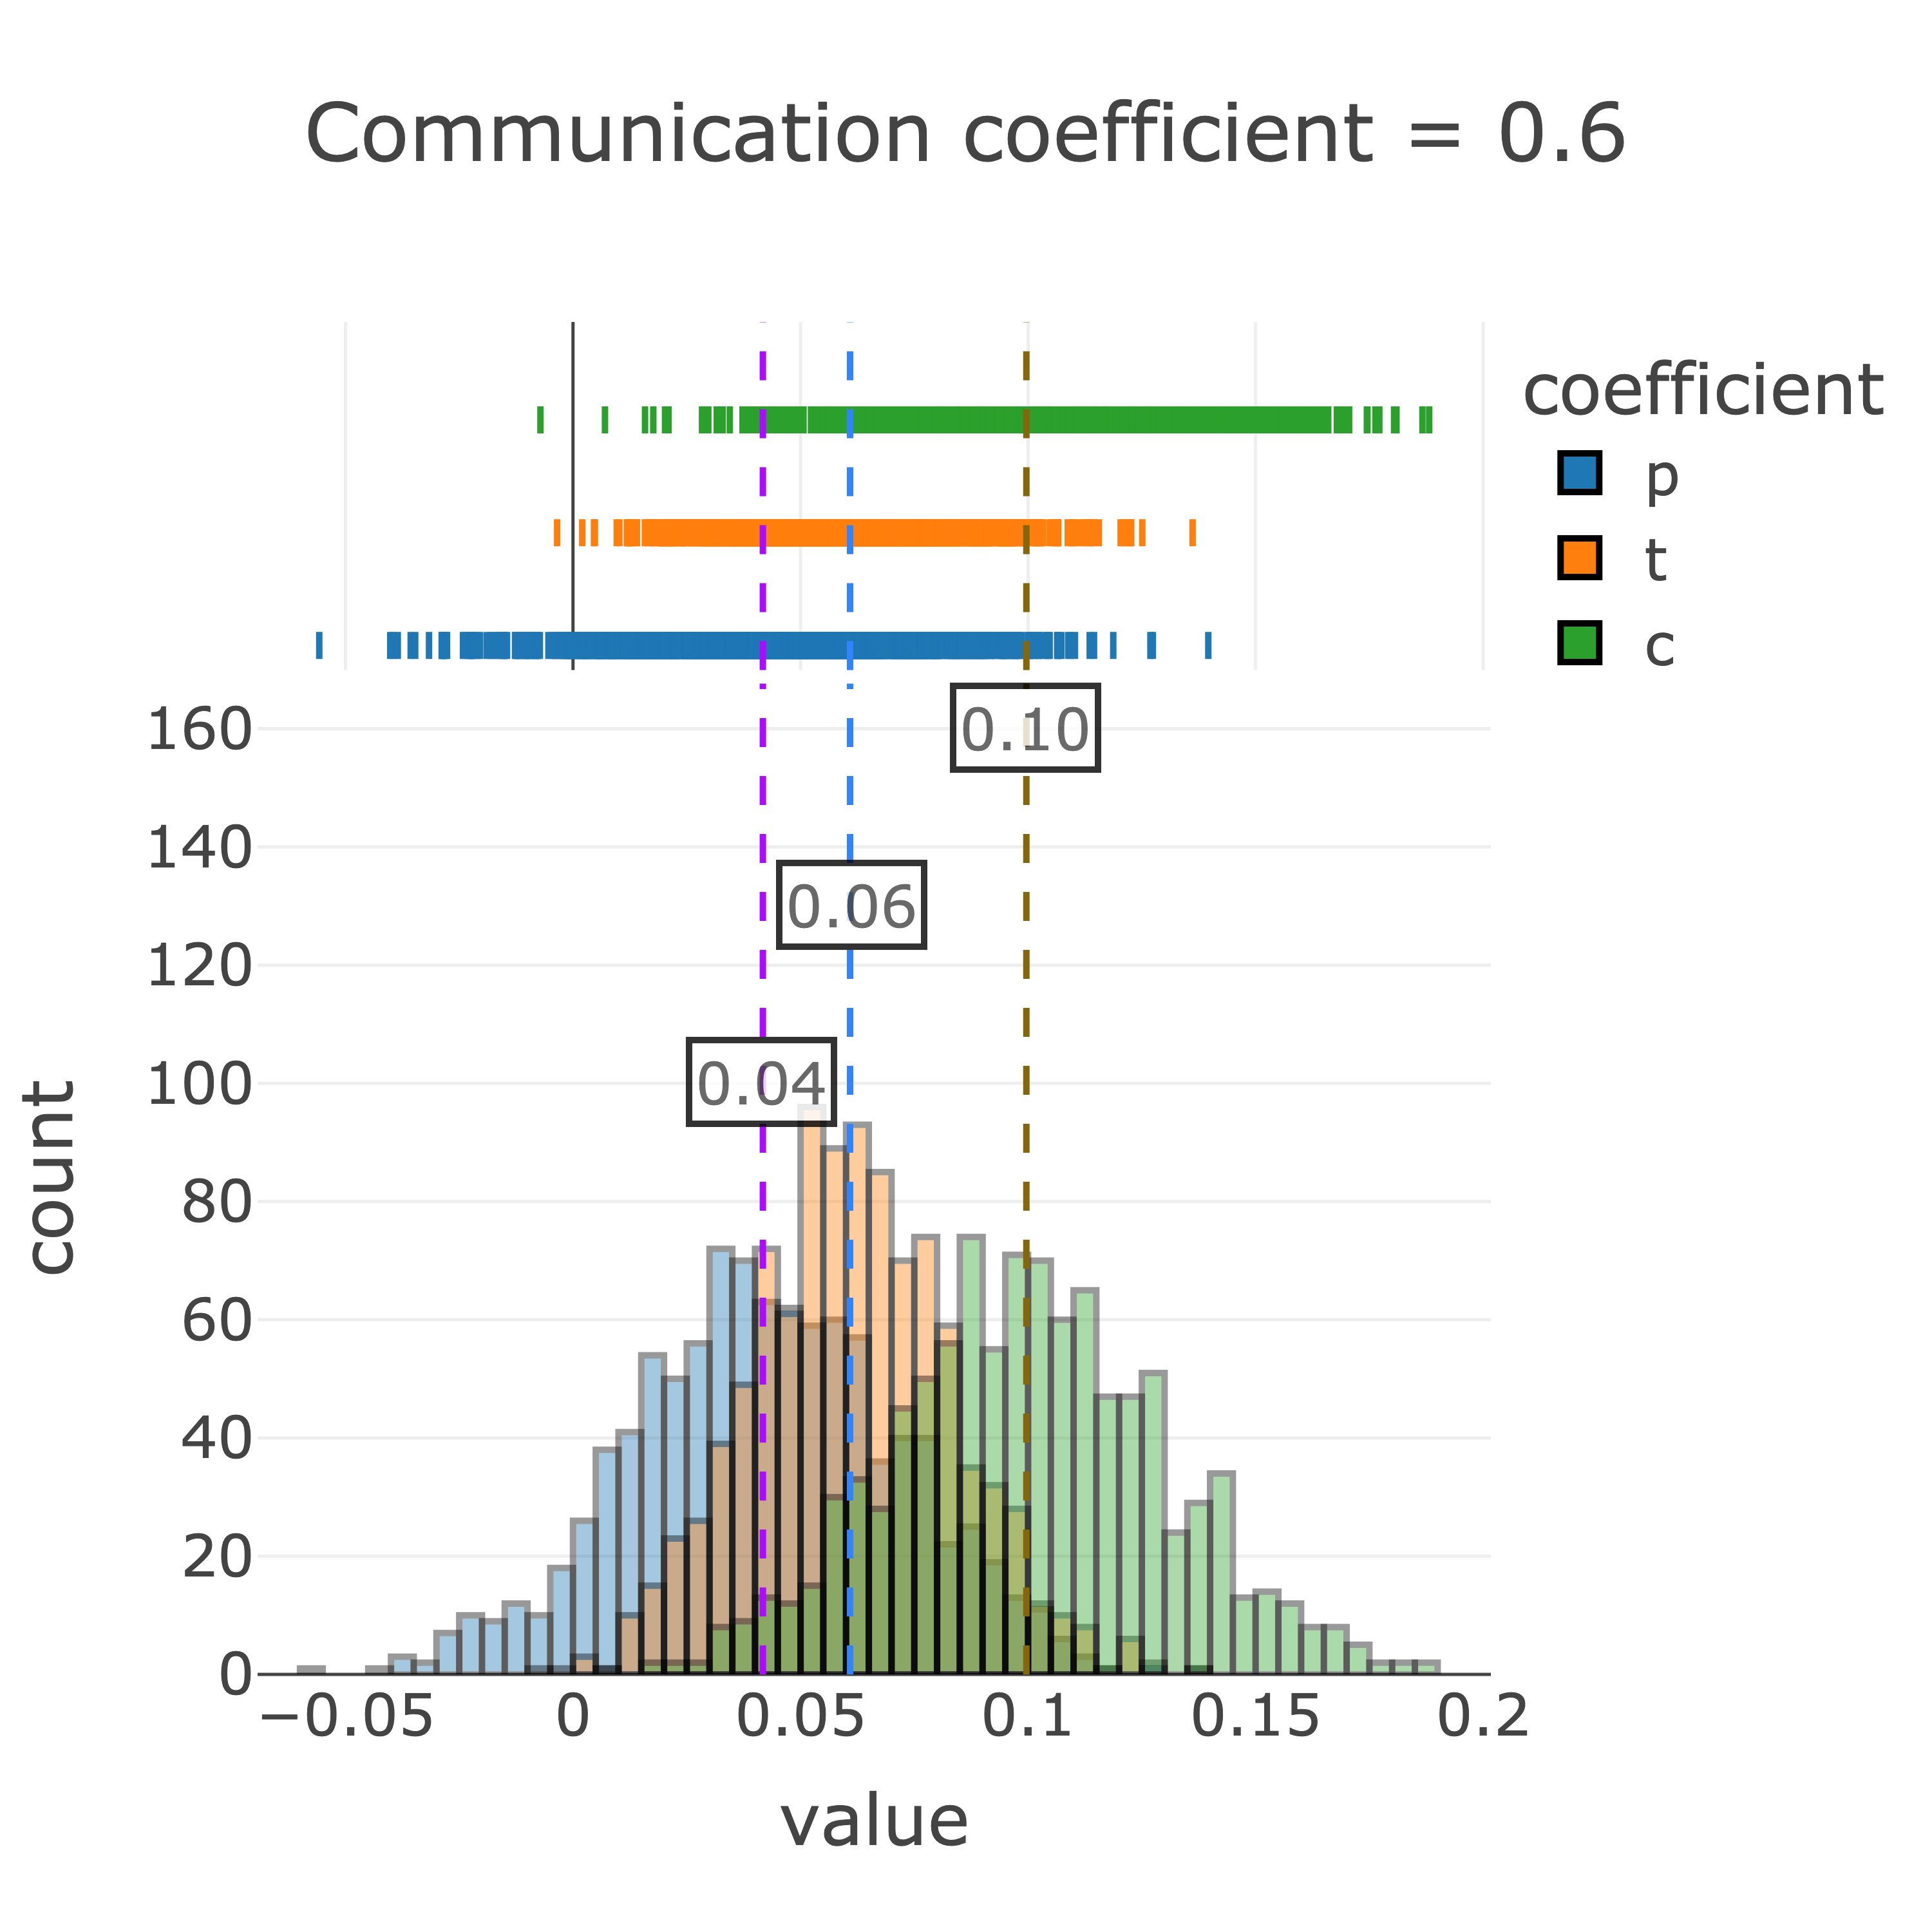 Communication coefficient = 0.6
coefficient
p
t
c
0.10
0.06
0.04
160
140
120
100
80
60
40
20
0
count
−0.05 0 0.05 0.1 0.15 0.2
value